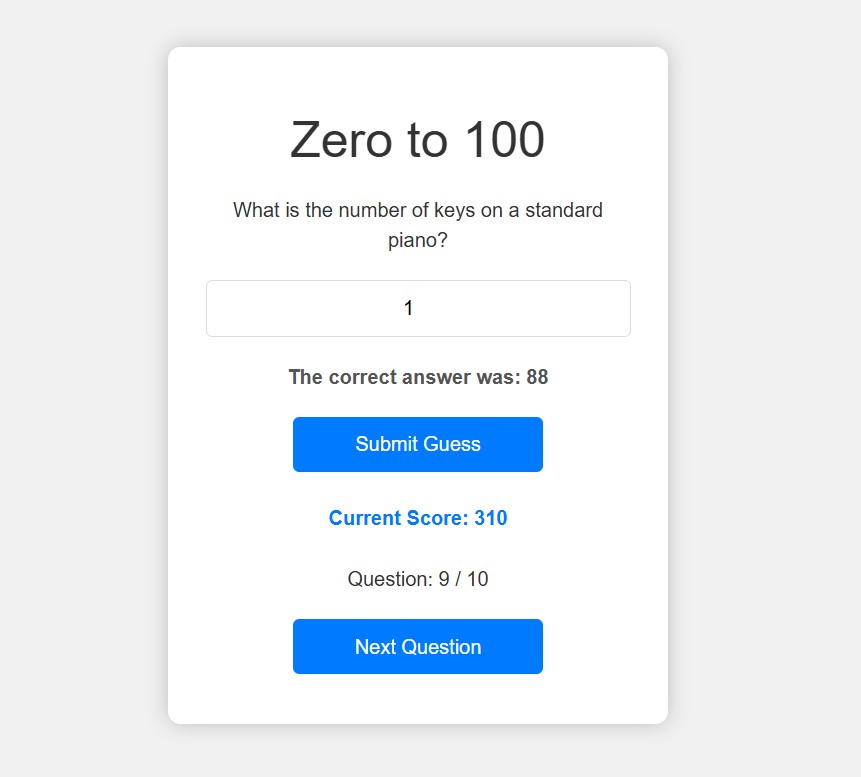 Zero to 100
What is the number of keys on a standard
piano?
1
The correct answer was: 88
Submit Guess
Current Score: 310
Question: 9 / 10
Next Question